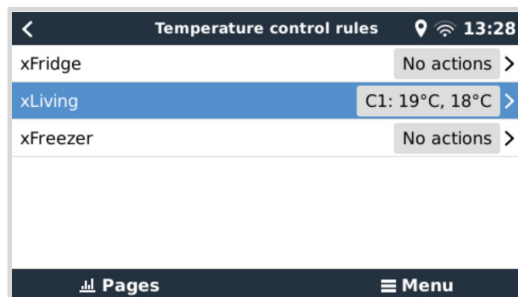 Temperature control rules 13:28
xFridge No actions
xLiving C1: 19°C, 18°C
xFreezer No actions
Pages Menu